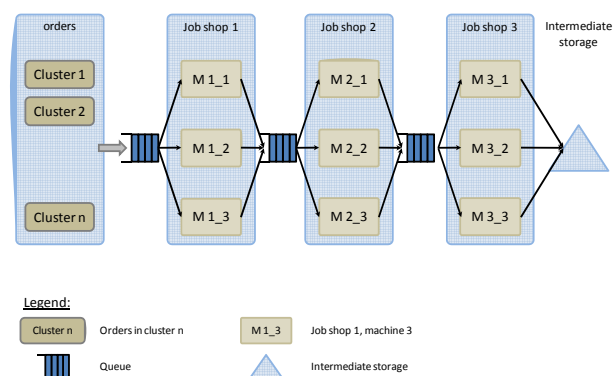 orders
Job shop 1
Job shop 2
Job shop 3
Intermediate
storage
Cluster 1
Cluster 2
Cluster n
M 1_1
M 1_2
M 1_3
M 2_1
M 2_2
M 2_3
M 3_1
M 3_2
M 3_3
Legend:
Cluster n
Orders in cluster n
M 1_3
Job shop 1, machine 3
Queue
Intermediate storage